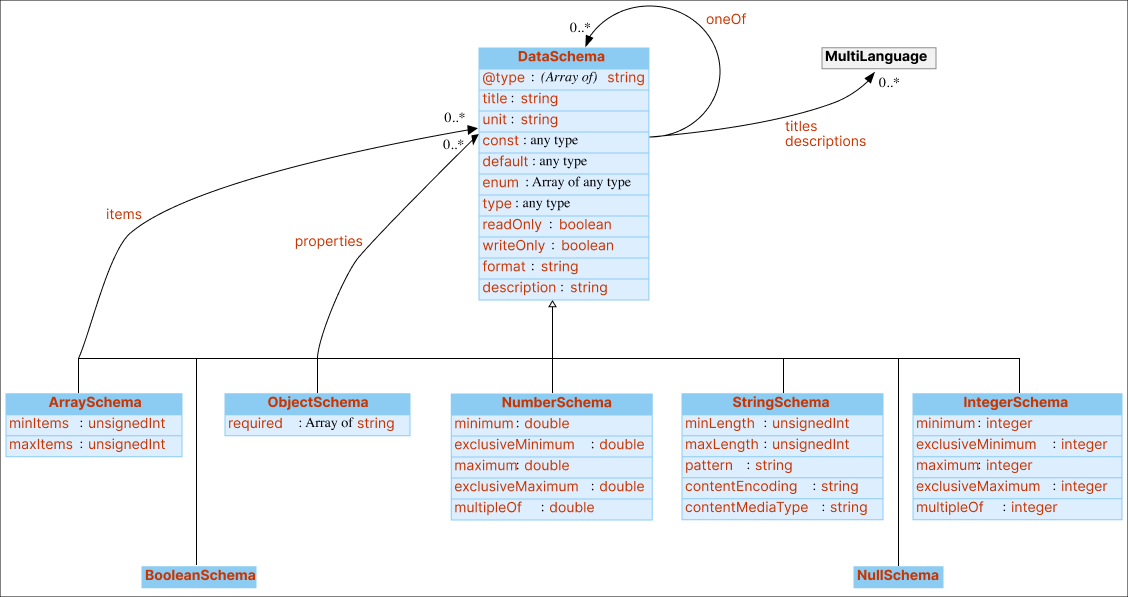 oneOf
0..*
DataSchema
MultiLanguage
@type : (Array of) string
0..*
title : string
0..*
unit : string
titles
descriptions
const : any type
0..*
default : any type
enum : Array of any type
type : any type
items
readOnly : boolean
properties
writeOnly : boolean
format : string
description : string
ArraySchema
minItems : unsignedInt
maxItems : unsignedInt
ObjectSchema
required : Array of string
NumberSchema
minimum : double
exclusiveMinimum : double
maximum: double
exclusiveMaximum : double
multipleOf : double
StringSchema
minLength : unsignedInt
maxLength : unsignedInt
pattern : string
contentEncoding : string
contentMediaType : string
IntegerSchema
minimum : integer
exclusiveMinimum : integer
maximum: integer
exclusiveMaximum : integer
multipleOf : integer
BooleanSchema
NullSchema